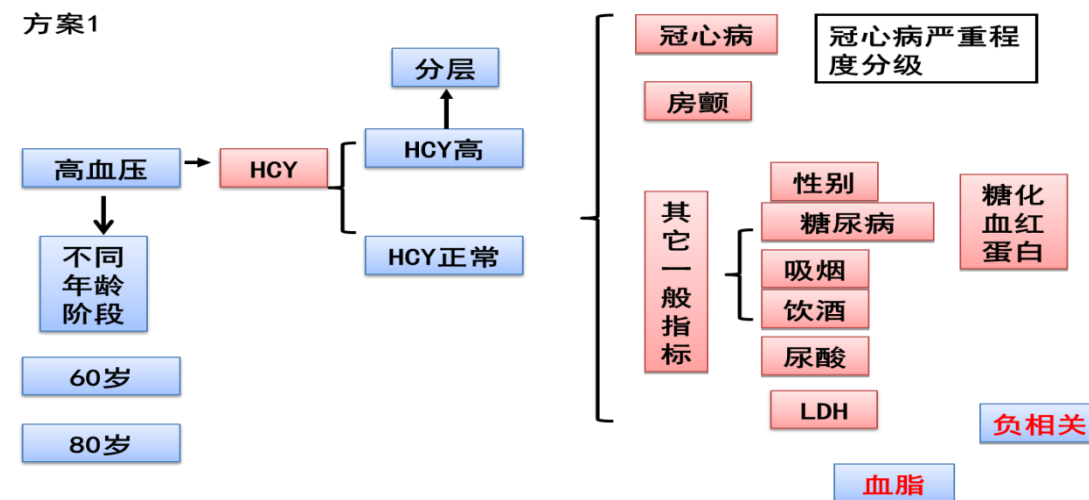 方案1
分层
高血压
HCY
HCY高
HCY正常
不同
年龄
阶段
60岁
80岁
冠心病
冠心病严重程
度分级
房颤
其
它
一
般
指
标
性别
糖尿病
吸烟
饮酒
尿酸
LDH
糖化
血红
蛋白
负相关
血脂